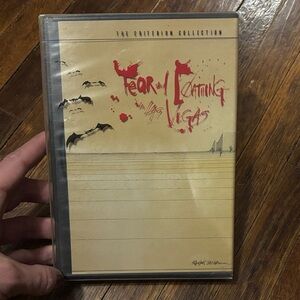 THE CRITERION COLLECTION
FEAR and LOATHING
in LAS
VEGAS